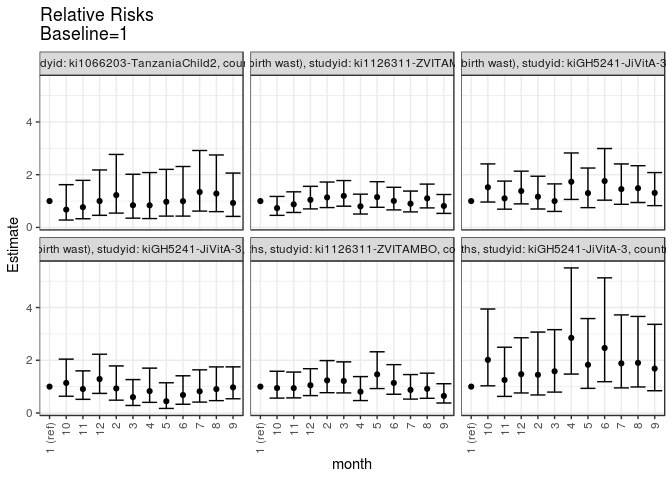 Relative Risks
Baseline=1
dyid: ki1066203-TanzaniaChild2, cou
birth wast), studyid: ki1126311-ZVITAM
birth wast), studyid: kiGH5241-JiVitA-3
Estimate
4
2
0
birth wast), studyid: kiGH5241-JiVitA-3,
ths, studyid: ki1126311-ZVITAMBO, co
ths, studyid: kiGH5241-JiVitA-3, countr
4
2
0
1 (ref) 10 11 12 2 3 4 5 6 7 8 9
1 (ref) 10 11 12 2 3 4 5 6 7 8 9
1 (ref) 10 11 12 2 3 4 5 6 7 8 9
month